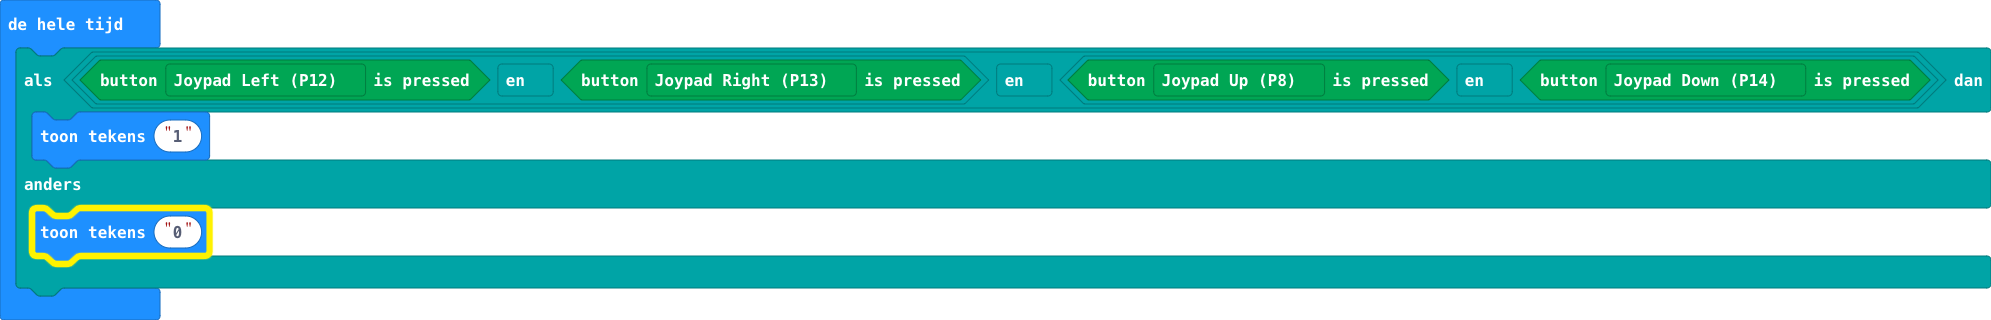 de hele tijd
als button Joypad Left (P12) is pressed en button Joypad Right (P13) is pressed en button Joypad Up (P8) is pressed en button Joypad Down (P14) is pressed dan
toon tekens "1"
anders
toon tekens "0"